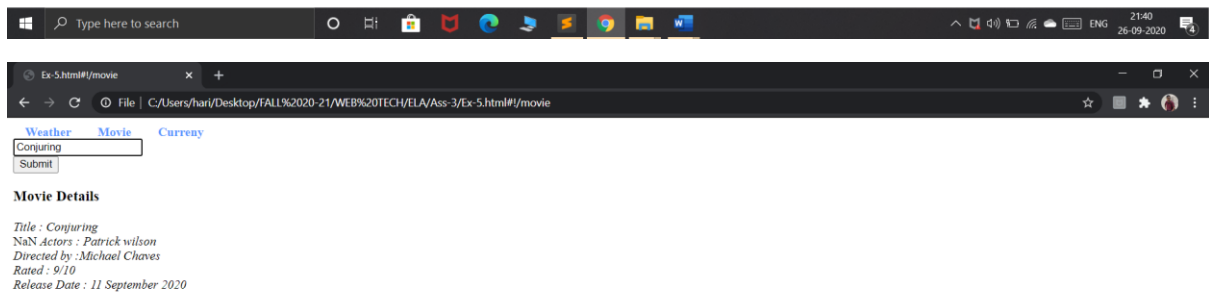 Type here to search
ENG
21:40
26-09-2020
4
Ex-5.html#!/movie
File | C:/Users/hari/Desktop/FALL%2020-21/WEB%20TECH/ELA/Ass-3/Ex-5.html#!/movie
Weather Movie Curreny
Conjuring
Submit
Movie Details
Title : Conjuring
NaN Actors : Patrick wilson
Directed by :Michael Chaves
Rated : 9/10
Release Date : 11 September 2020